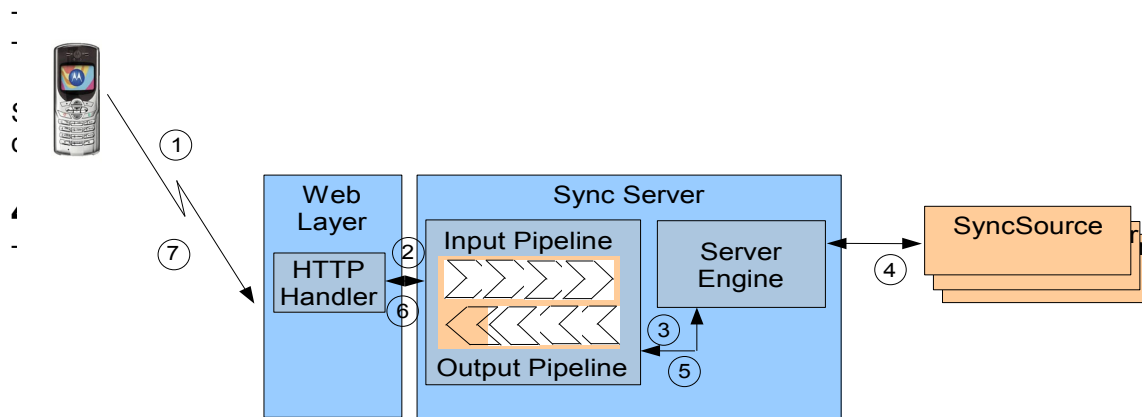 ①
⑦
Web
Layer
HTTP
Handler
②
⑥
Sync Server
Input Pipeline
Output Pipeline
③
⑤
Server
Engine
④
SyncSource